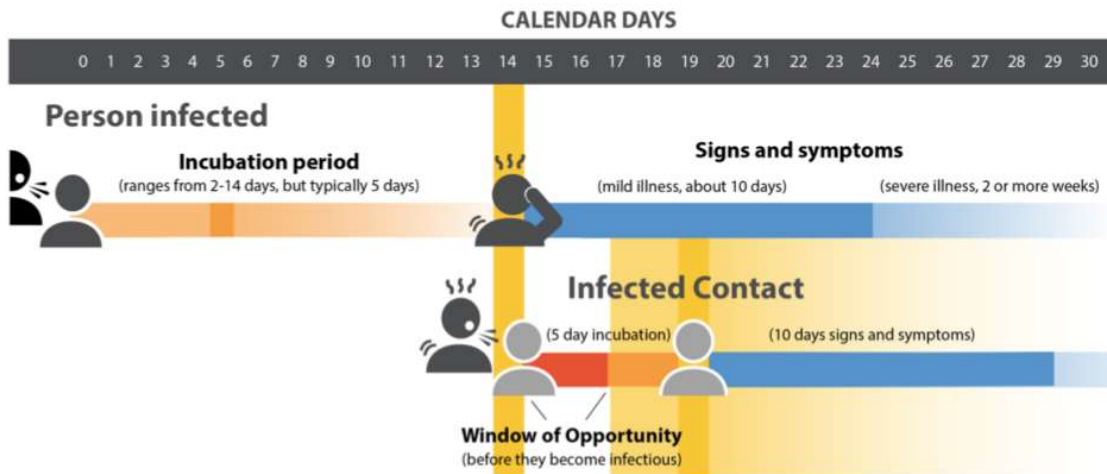 CALENDAR DAYS
0 1 2 3 4 5 6 7 8 9 10 11 12 13 14 15 16 17 18 19 20 21 22 23 24 25 26 27 28 29 30
Person infected
Incubation period
(ranges from 2-14 days, but typically 5 days)
Signs and symptoms
(mild illness, about 10 days)
(severe illness, 2 or more weeks)
Infected Contact
(5 day incubation)
(10 days signs and symptoms)
Window of Opportunity
(before they become infectious)